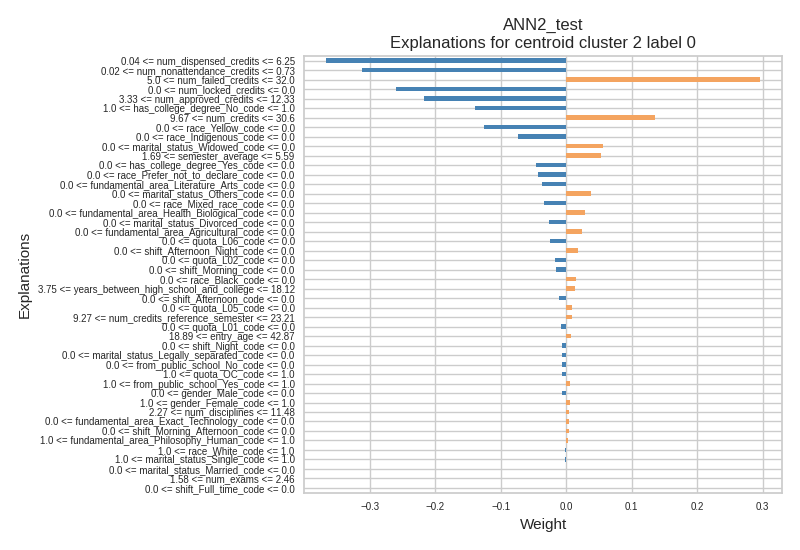 ANN2_test
Explanations for centroid cluster 2 label 0
Explanations
0.04 <= num_dispensed_credits <= 6.25
0.02 <= num_nonattendance_credits <= 0.73
5.0 <= num_failed_credits <= 32.0
0.0 <= num_locked_credits <= 0.0
3.33 <= num_approved_credits <= 12.33
1.0 <= has_college_degree_No_code <= 1.0
9.67 <= num_credits <= 30.6
0.0 <= race_Yellow_code <= 0.0
0.0 <= race_Indigenous_code <= 0.0
0.0 <= marital_status_Widowed_code <= 0.0
1.69 <= semester_average <= 5.59
0.0 <= has_college_degree_Yes_code <= 0.0
0.0 <= race_Prefer_not_to_declare_code <= 0.0
0.0 <= fundamental_area_Literature_Arts_code <= 0.0
0.0 <= marital_status_Others_code <= 0.0
0.0 <= race_Mixed_race_code <= 0.0
0.0 <= fundamental_area_Health_Biological_code <= 0.0
0.0 <= marital_status_Divorced_code <= 0.0
0.0 <= fundamental_area_Agricultural_code <= 0.0
0.0 <= quota_L06_code <= 0.0
0.0 <= shift_Afternoon_Night_code <= 0.0
0.0 <= quota_L02_code <= 0.0
0.0 <= shift_Morning_code <= 0.0
0.0 <= race_Black_code <= 0.0
3.75 <= years_between_high_school_and_college <= 18.12
0.0 <= shift_Afternoon_code <= 0.0
0.0 <= quota_L05_code <= 0.0
9.27 <= num_credits_reference_semester <= 23.21
0.0 <= quota_L01_code <= 0.0
18.89 <= entry_age <= 42.87
0.0 <= shift_Night_code <= 0.0
0.0 <= marital_status_Legally_separated_code <= 0.0
0.0 <= from_public_school_No_code <= 0.0
1.0 <= quota_OC_code <= 1.0
1.0 <= from_public_school_Yes_code <= 1.0
0.0 <= gender_Male_code <= 0.0
1.0 <= gender_Female_code <= 1.0
2.27 <= num_disciplines <= 11.48
0.0 <= fundamental_area_Exact_Technology_code <= 0.0
0.0 <= shift_Morning_Afternoon_code <= 0.0
1.0 <= fundamental_area_Philosophy_Human_code <= 1.0
1.0 <= race_White_code <= 1.0
1.0 <= marital_status_Single_code <= 1.0
0.0 <= marital_status_Married_code <= 0.0
1.58 <= num_exams <= 2.46
0.0 <= shift_Full_time_code <= 0.0
−0.3 −0.2 −0.1 0.0 0.1 0.2 0.3
Weight